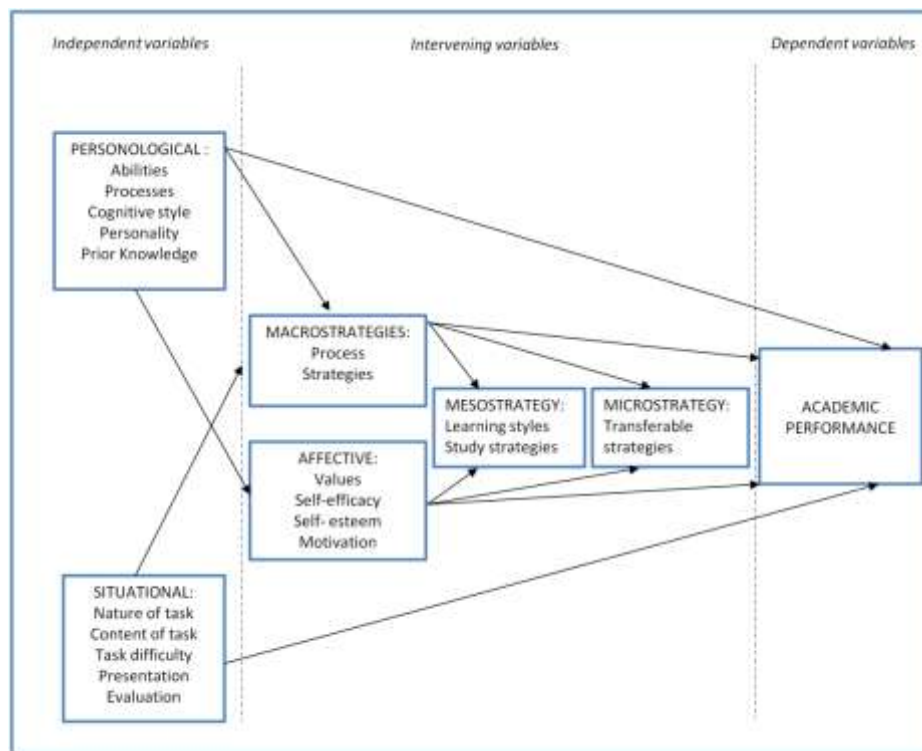 Independent variables
Intervening variables
Dependent variables
PERSONOLOGICAL :
Abilities
Processes
Cognitive style
Personality
Prior Knowledge
MACROSTRATEGIES:
Process
Strategies
MESOSTRATEGY:
Learning styles
Study strategies
MICROSTRATEGY:
Transferable
strategies
ACADEMIC
PERFORMANCE
AFFECTIVE:
Values
Self-efficacy
Self- esteem
Motivation
SITUATIONAL:
Nature of task
Content of task
Task difficulty
Presentation
Evaluation